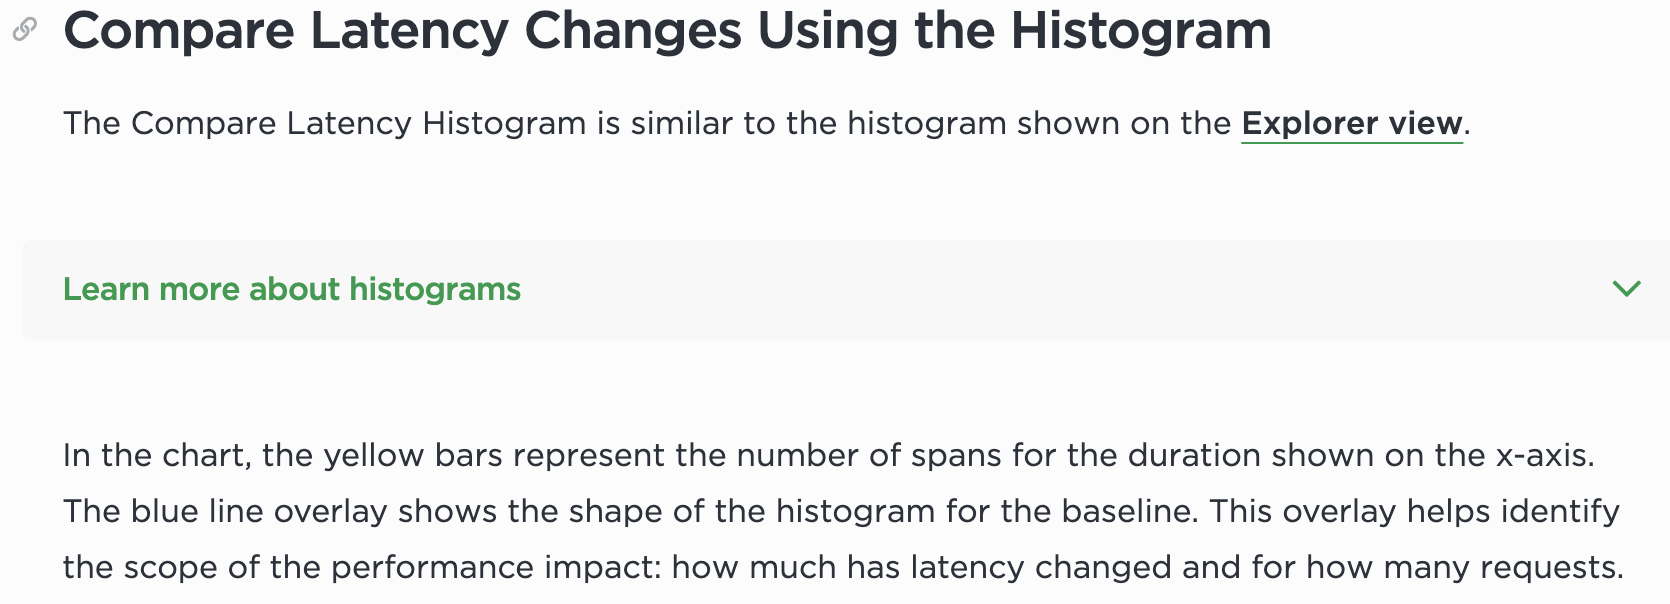 Compare Latency Changes Using the Histogram
The Compare Latency Histogram is similar to the histogram shown on the Explorer view.
Learn more about histograms
In the chart, the yellow bars represent the number of spans for the duration shown on the x-axis.
The blue line overlay shows the shape of the histogram for the baseline. This overlay helps identify
the scope of the performance impact: how much has latency changed and for how many requests.